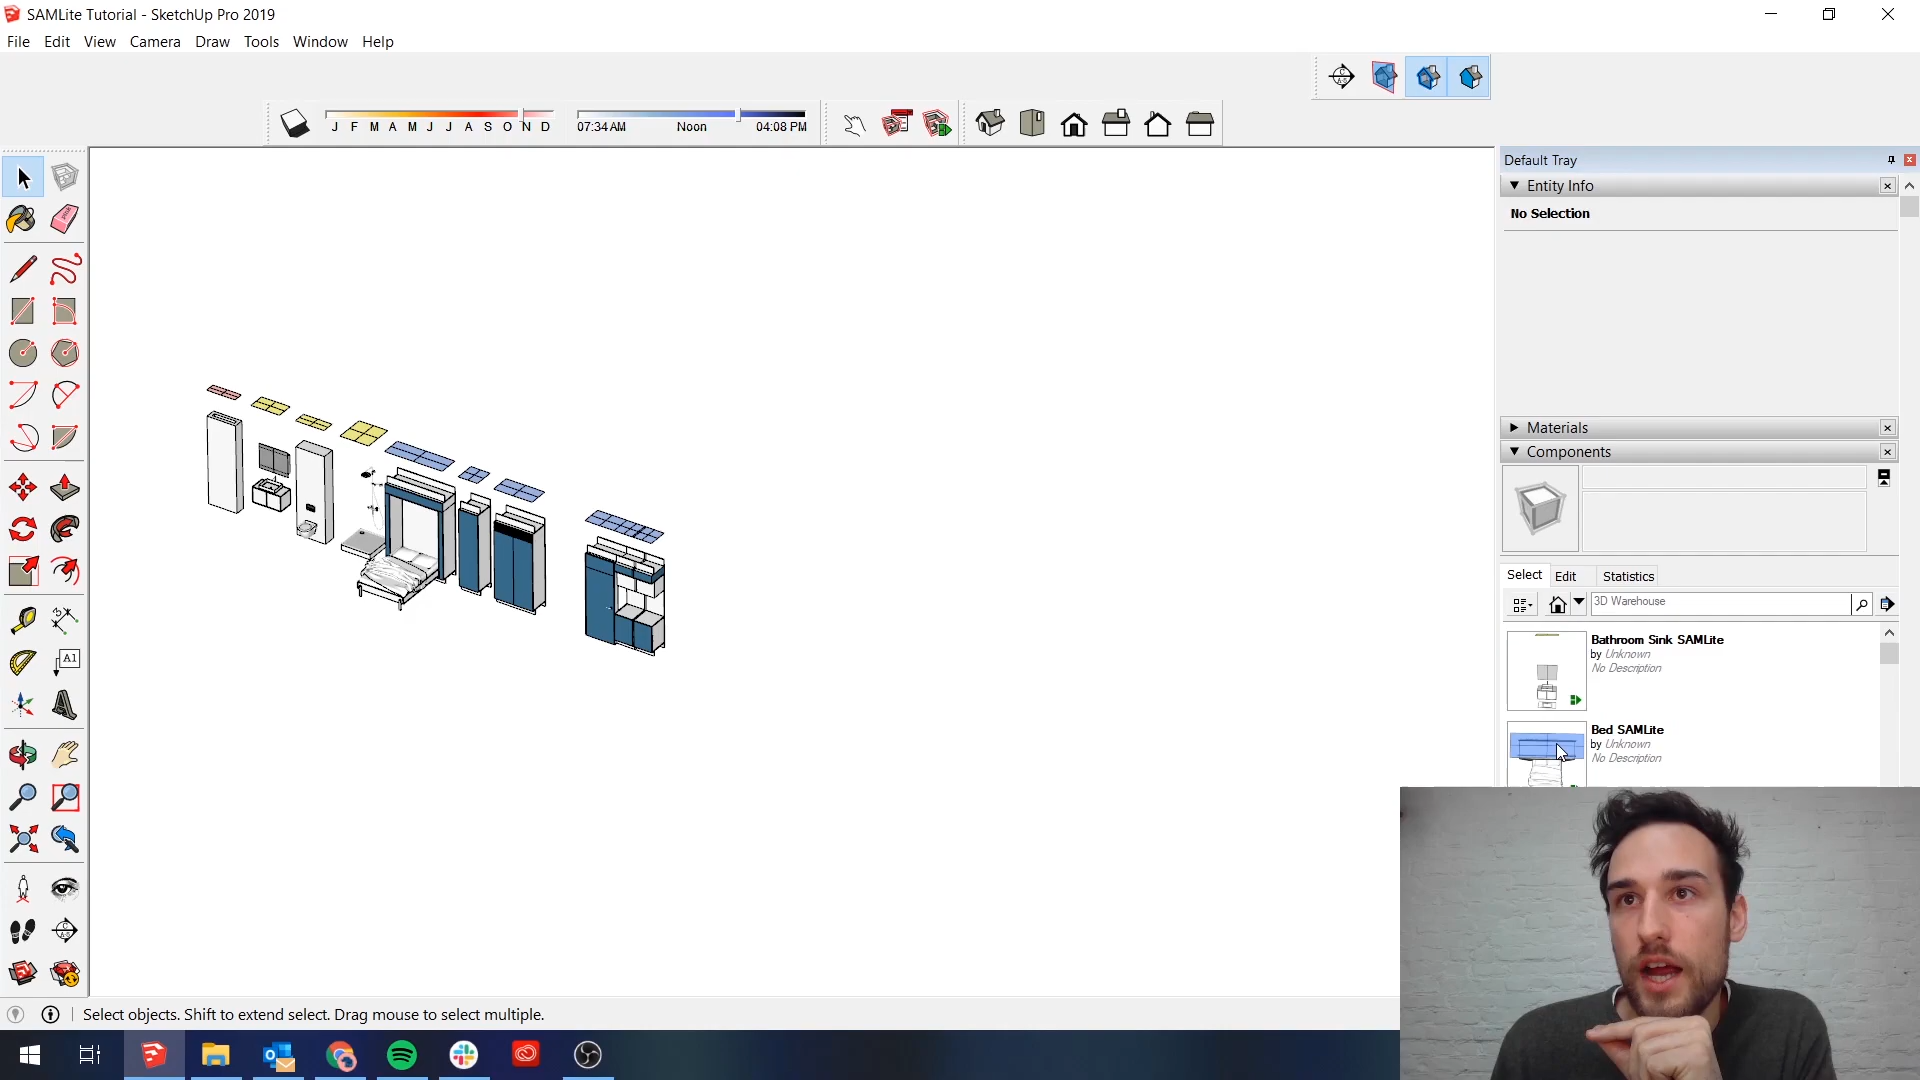 SAMLite Tutorial - SketchUp Pro 2019
File Edit View Camera Draw Tools Window Help
J F M A M J J A S O N D
07:34 AM Noon 04:08 PM
Default Tray
Entity Info
No Selection
Materials
Components
Select Edit Statistics
3D Warehouse
Bathroom Sink SAMLite
by Unknown
No Description
Bed SAMLite
by Unknown
No Description
A1
Select objects. Shift to extend select. Drag mouse to select multiple.